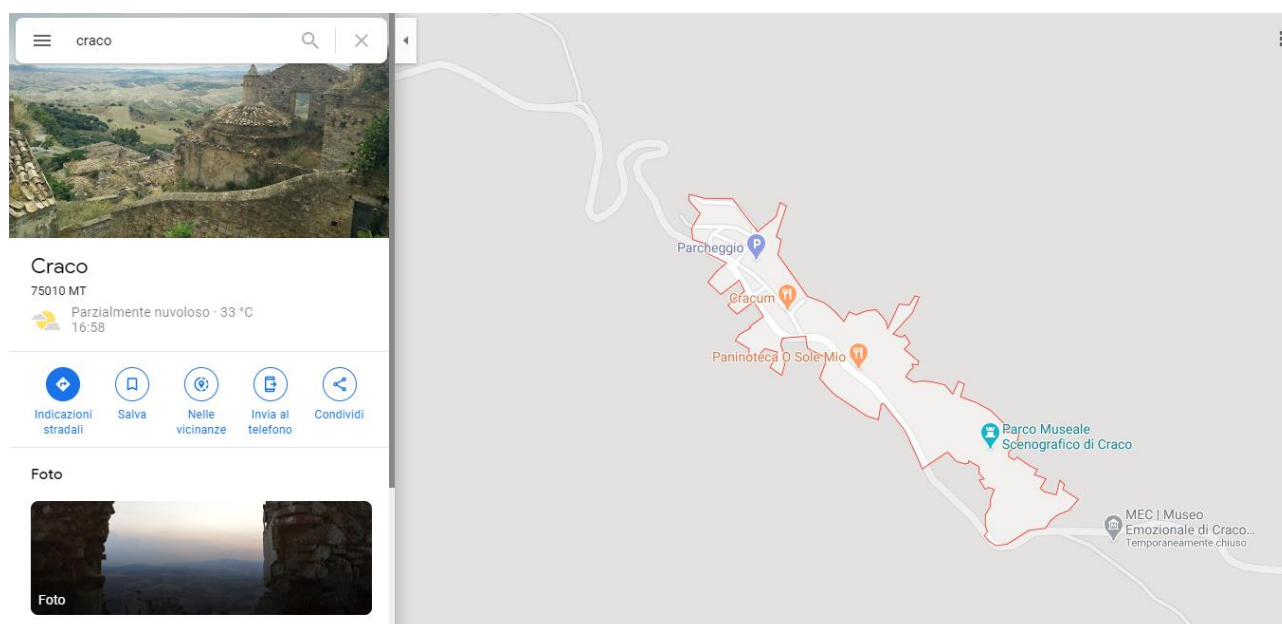 craco
Craco
75010 MT
Parzialmente nuvoloso · 33 °C
16:58
Indicazioni
stradali
Salva
Nelle
vicinanze
Invia al
telefono
Condividi
Foto
Foto
Parcheggio
P
Cracum
Paninoteca O Sole Mio
Parco Museale
Scenografico di Craco
MEC | Museo
Emozionale di Craco...
Temporaneamente chiuso